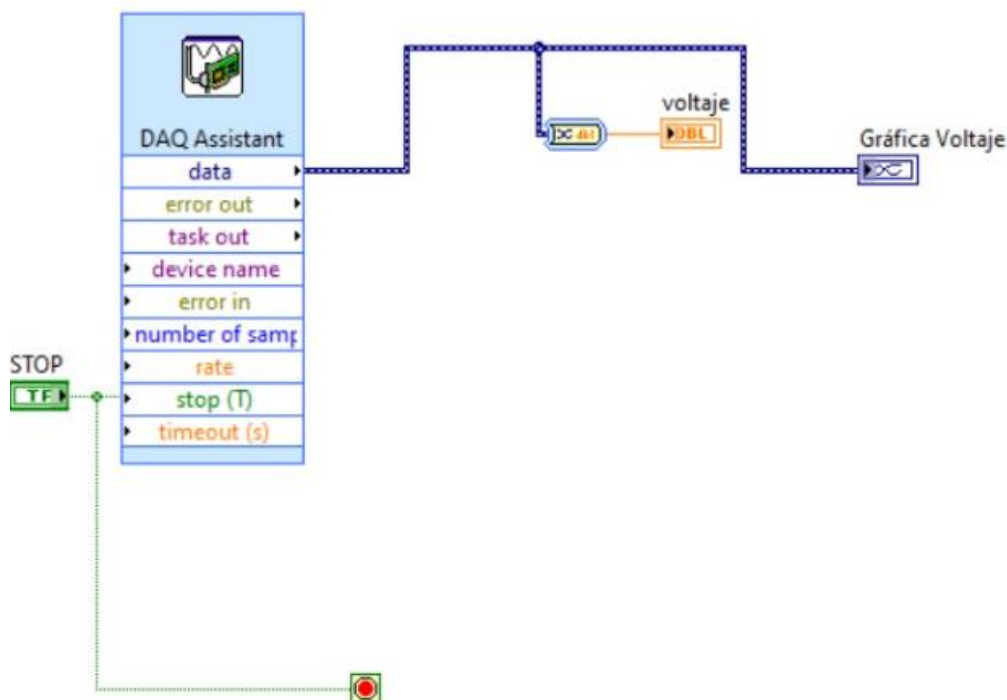 DAQ Assistant
data
error out
task out
device name
error in
number of samp
rate
stop (T)
timeout (s)
STOP
TF
voltaje
DBL
Gráfica Voltaje